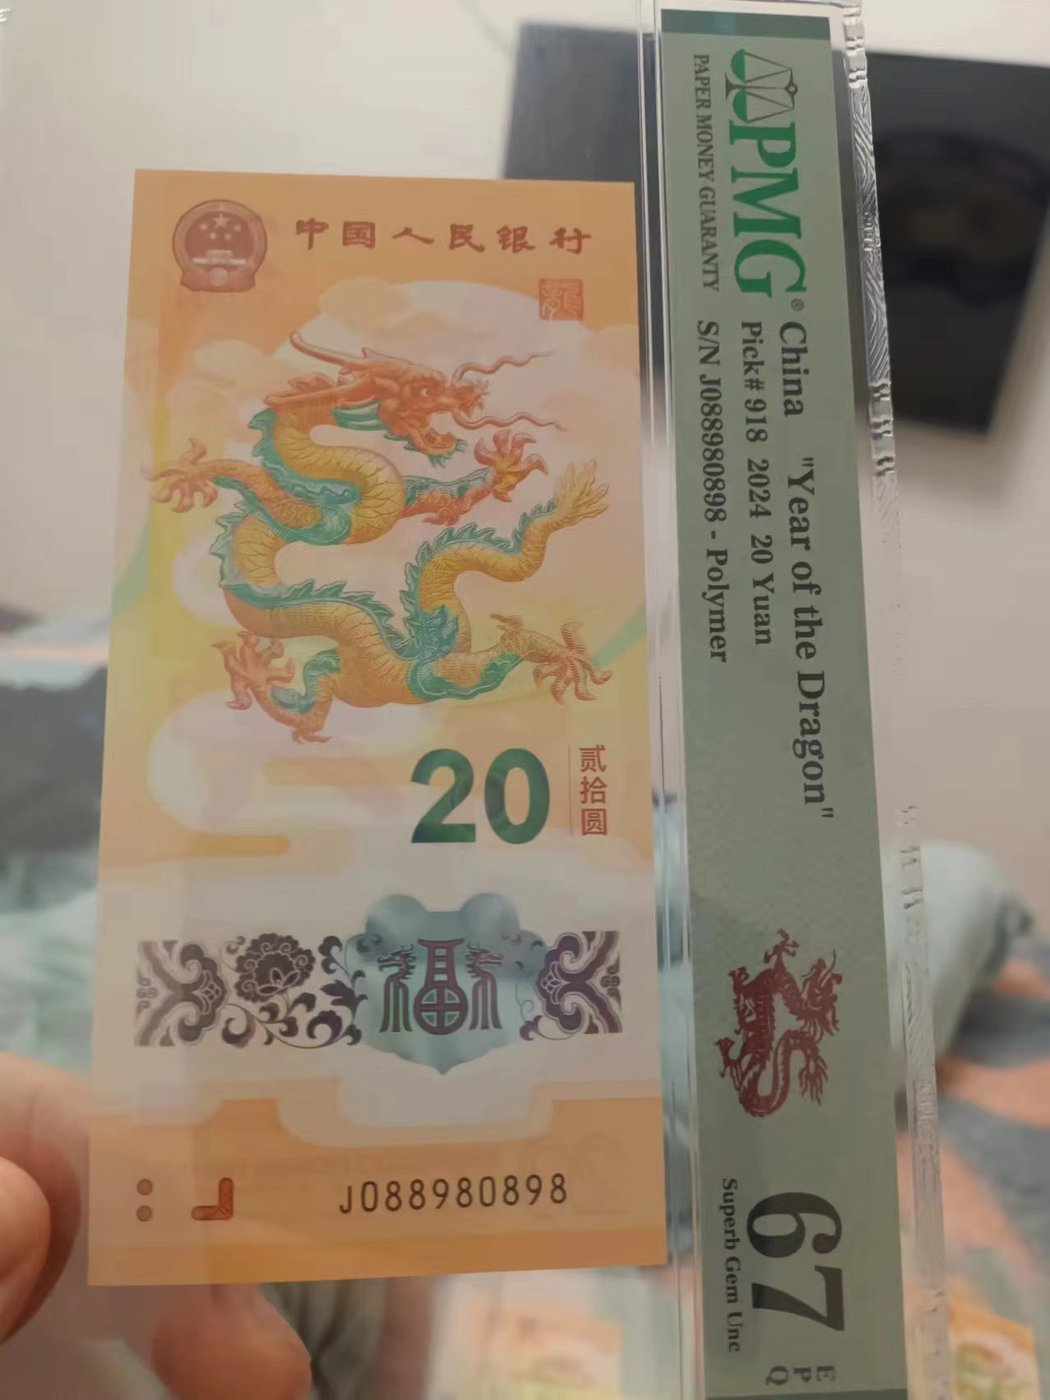 中国人民银行
20
贰拾圆
J088980898
PMG®
PAPER MONEY GUARANTY
China "Year of the Dragon"
Pick# 918 2024 20 Yuan
S/N J088980898 - Polymer
67
Superb Gem Unc
EPQ